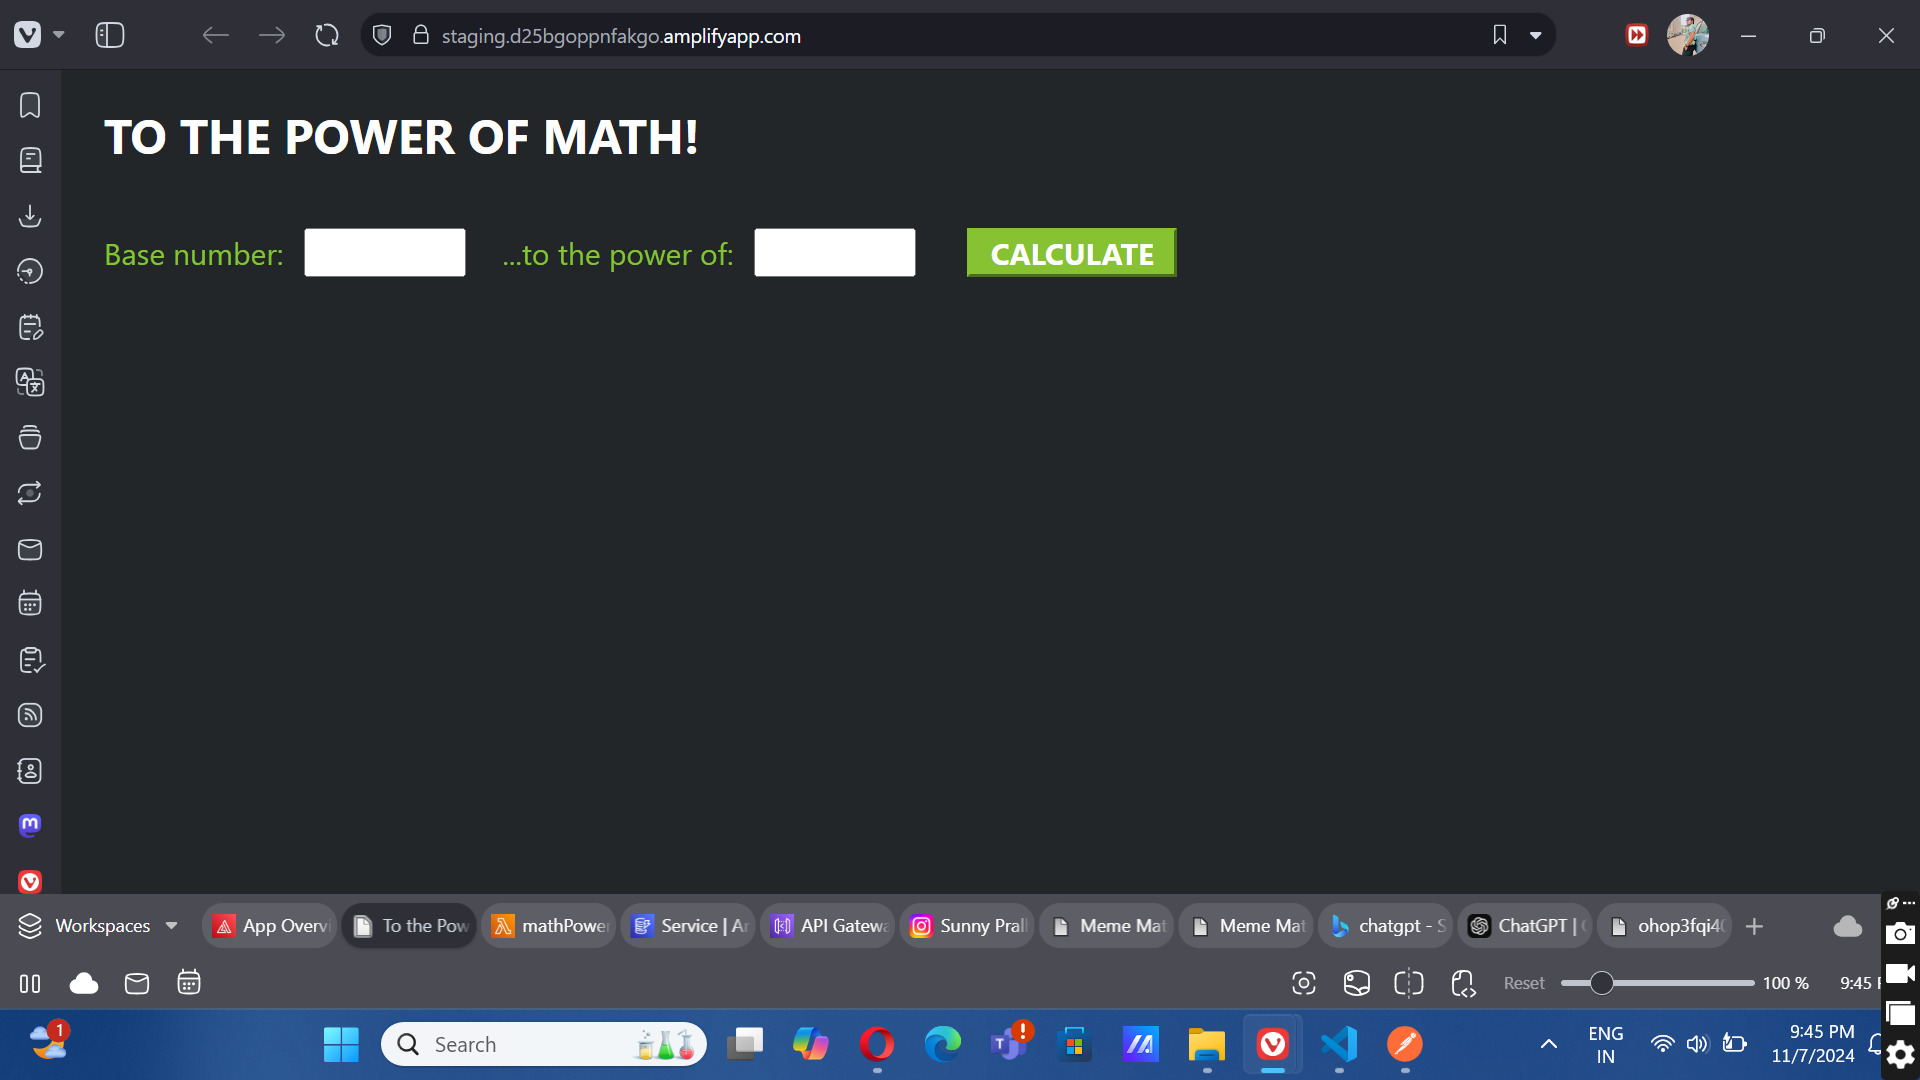 staging.d25bgoppnfakgo.amplifyapp.com
TO THE POWER OF MATH!
Base number: ...to the power of: CALCULATE
Workspaces App Overvi To the Pow mathPower Service | A API Gatewa Sunny Prall Meme Mat Meme Mat chatgpt - S ChatGPT | ohop3fqi4
Reset 100 % 9:45
1 Search ENG 9:45 PM
IN 11/7/2024